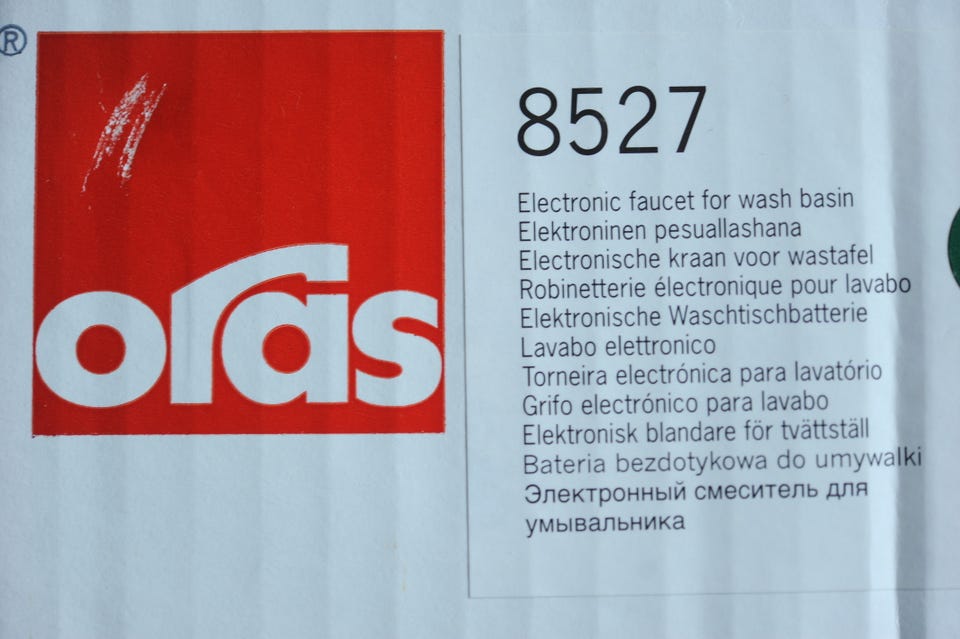 ®
oras
8527
Electronic faucet for wash basin
Elektroninen pesuallashana
Electronische kraan voor wastafel
Robinetterie électronique pour lavabo
Elektronische Waschtischbatterie
Lavabo elettronico
Torneira electrónica para lavatório
Grifo electrónico para lavabo
Elektronisk blandare för tvättställ
Bateria bezdotykowa do umywalki
Электронный смеситель для
умывальника